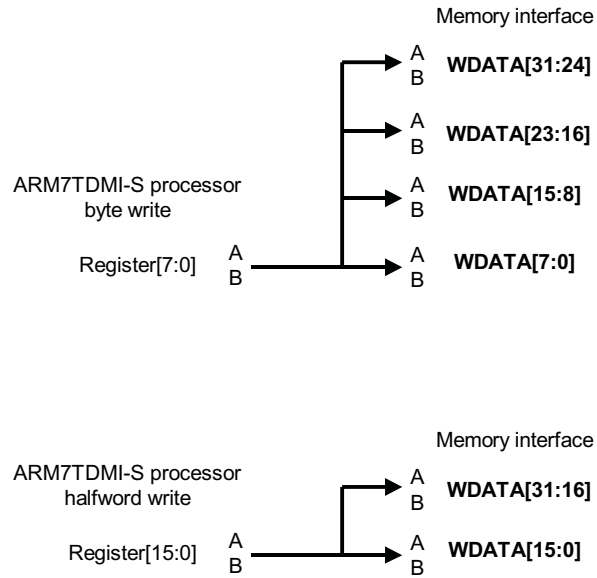 Memory interface
A
B
WDATA[31:24]
A
B
WDATA[23:16]
ARM7TDMI-S processor
byte write
A
B
WDATA[15:8]
Register[7:0]
A
B
A
B
WDATA[7:0]
Memory interface
ARM7TDMI-S processor
halfword write
A
B
WDATA[31:16]
Register[15:0]
A
B
A
B
WDATA[15:0]